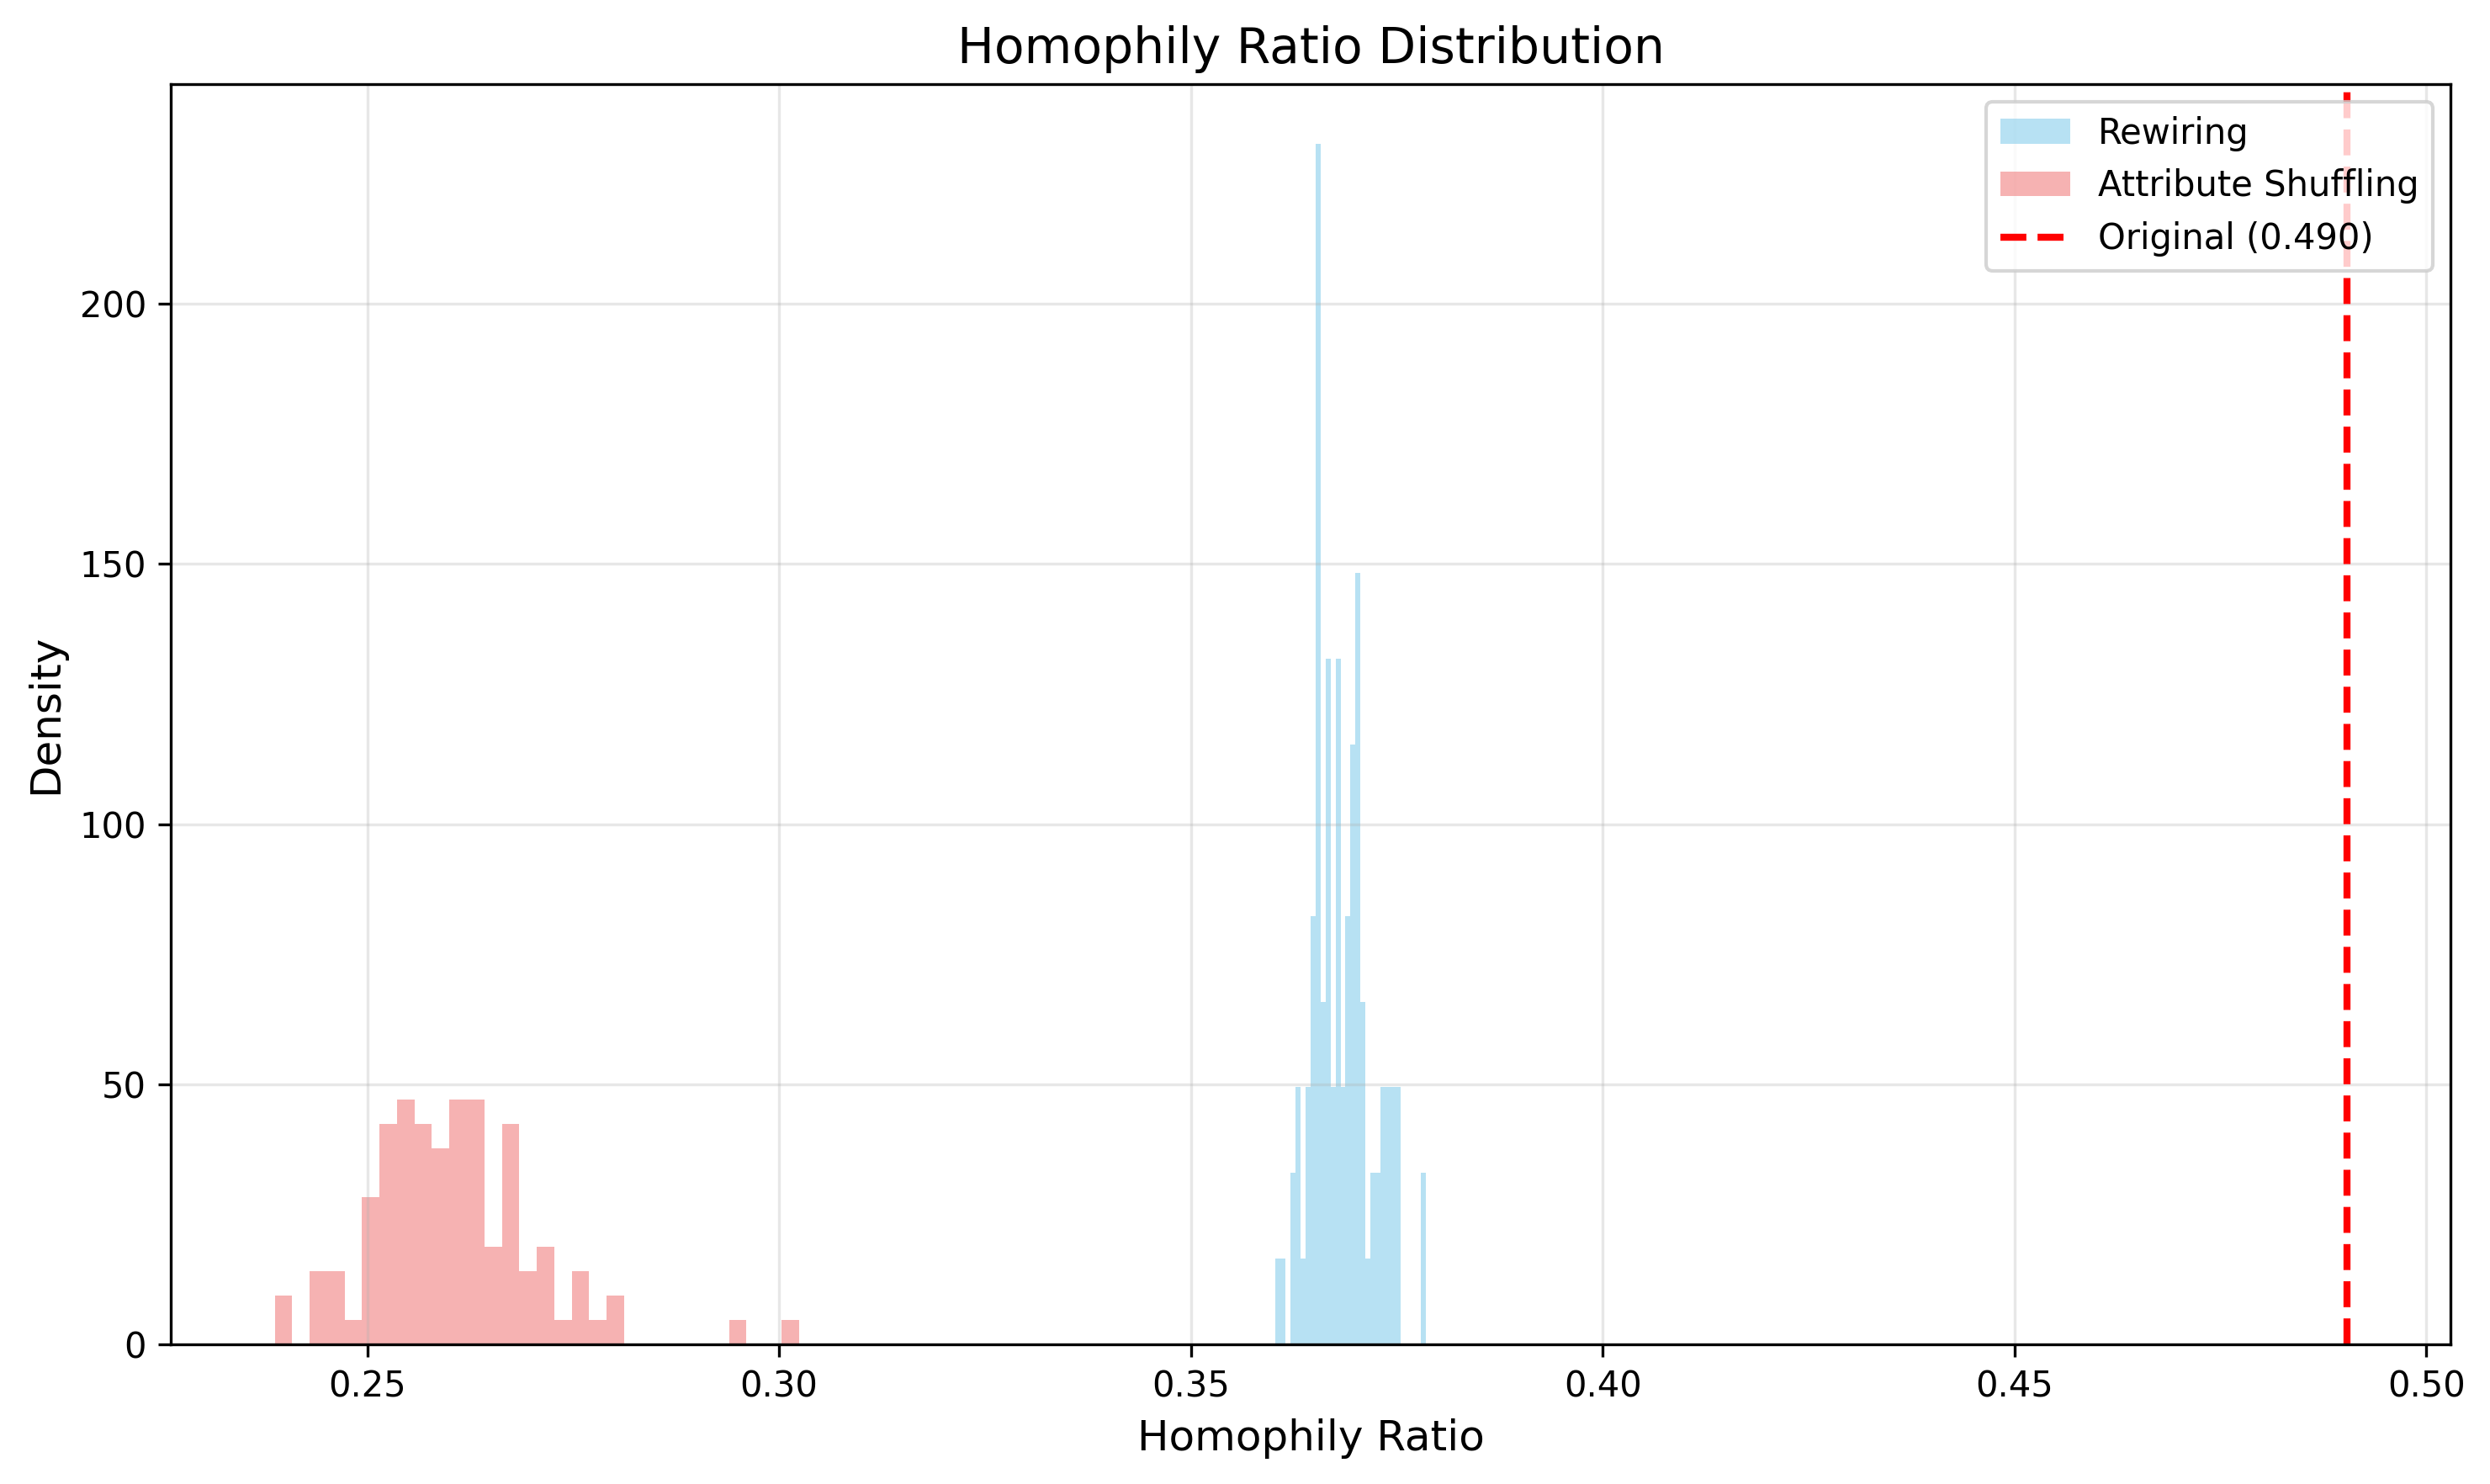 Homophily Ratio Distribution
Rewiring
Attribute Shuffling
Original (0.490)
Density
200
150
100
50
0
0.25 0.30 0.35 0.40 0.45 0.50
Homophily Ratio